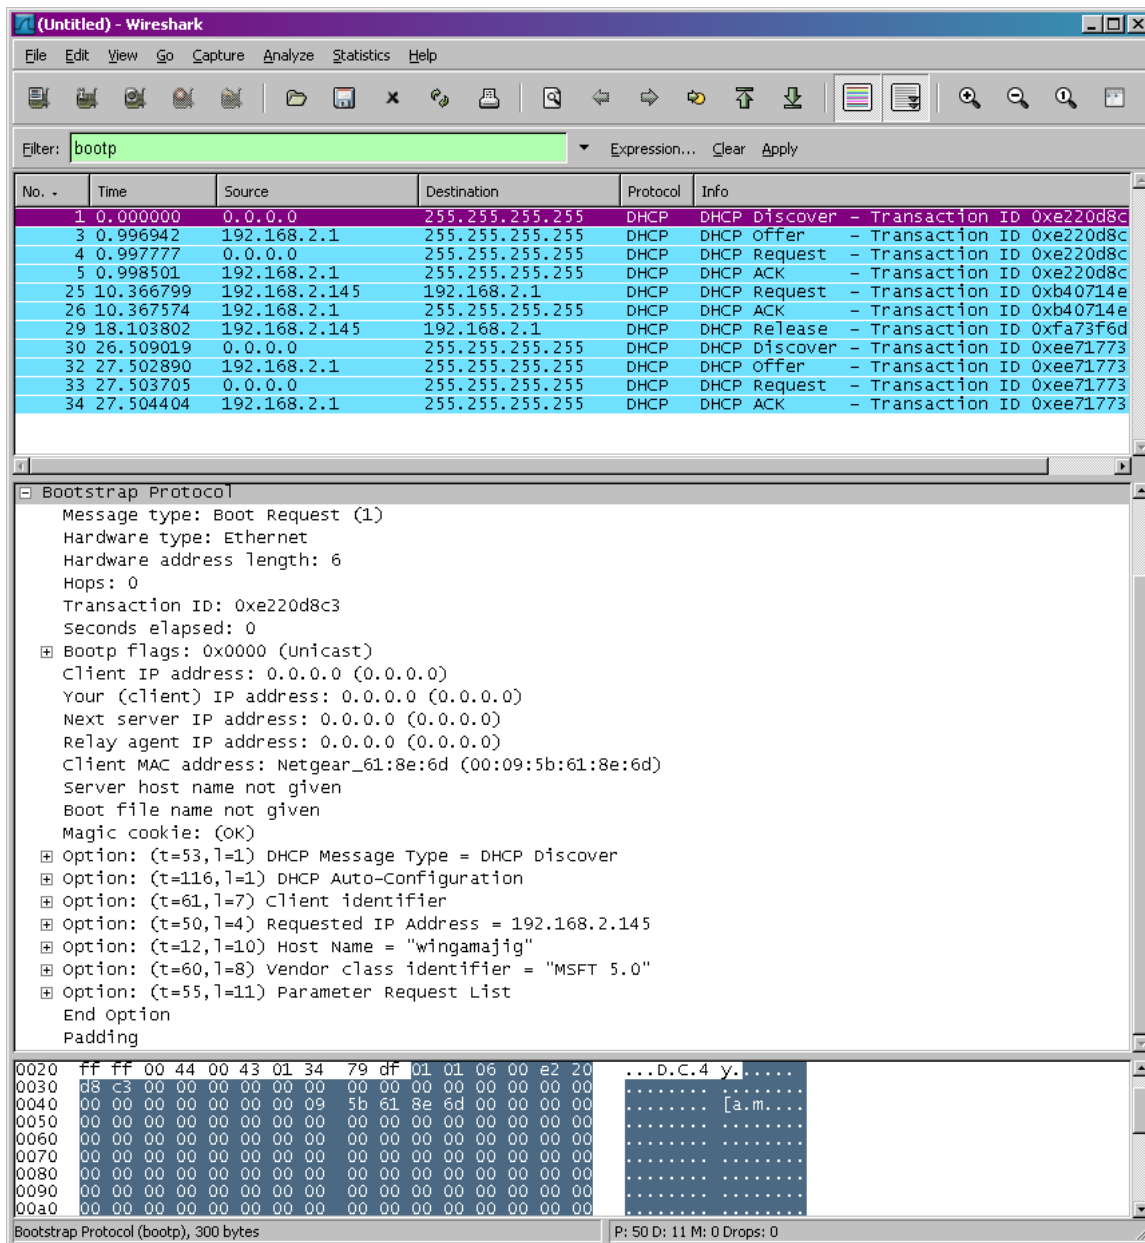 (Untitled) - Wireshark
File Edit View Go Capture Analyze Statistics Help
Filter: bootp Expression... Clear Apply
No. Time Source Destination Protocol Info
1 0.000000 0.0.0.0 255.255.255.255 DHCP DHCP Discover - Transaction ID 0xe220d8c
3 0.996942 192.168.2.1 255.255.255.255 DHCP DHCP Offer - Transaction ID 0xe220d8c
4 0.997777 0.0.0.0 255.255.255.255 DHCP DHCP Request - Transaction ID 0xe220d8c
5 0.998501 192.168.2.1 255.255.255.255 DHCP DHCP ACK - Transaction ID 0xe220d8c
25 10.366799 192.168.2.145 192.168.2.1 DHCP DHCP Request - Transaction ID 0xb40714e
26 10.367574 192.168.2.1 255.255.255.255 DHCP DHCP ACK - Transaction ID 0xb40714e
29 18.103802 192.168.2.145 192.168.2.1 DHCP DHCP Release - Transaction ID 0xfa73f6d
30 26.509019 0.0.0.0 255.255.255.255 DHCP DHCP Discover - Transaction ID 0xee71773
32 27.502890 192.168.2.1 255.255.255.255 DHCP DHCP Offer - Transaction ID 0xee71773
33 27.503705 0.0.0.0 255.255.255.255 DHCP DHCP Request - Transaction ID 0xee71773
34 27.504404 192.168.2.1 255.255.255.255 DHCP DHCP ACK - Transaction ID 0xee71773
Bootstrap Protocol
Message type: Boot Request (1)
Hardware type: Ethernet
Hardware address length: 6
Hops: 0
Transaction ID: 0xe220d8c3
Seconds elapsed: 0
Bootp flags: 0x0000 (Unicast)
Client IP address: 0.0.0.0 (0.0.0.0)
Your (client) IP address: 0.0.0.0 (0.0.0.0)
Next server IP address: 0.0.0.0 (0.0.0.0)
Relay agent IP address: 0.0.0.0 (0.0.0.0)
Client MAC address: Netgear_61:8e:6d (00:09:5b:61:8e:6d)
Server host name not given
Boot file name not given
Magic cookie: (OK)
Option: (t=53,l=1) DHCP Message Type = DHCP Discover
Option: (t=116,l=1) DHCP Auto-Configuration
Option: (t=61,l=7) Client identifier
Option: (t=50,l=4) Requested IP Address = 192.168.2.145
Option: (t=12,l=10) Host Name = "wingamajig"
Option: (t=60,l=8) Vendor class identifier = "MSFT 5.0"
Option: (t=55,l=11) Parameter Request List
End Option
Padding
0020 ff ff 00 44 00 43 01 34 79 df 01 01 06 00 e2 20 ...D.C.4 y......
0030 d8 c3 00 00 00 00 00 00 00 00 00 00 00 00 00 00 ........ ........
0040 00 00 00 00 00 00 00 09 5b 61 8e 6d 00 00 00 00 ........ [a.m....
0050 00 00 00 00 00 00 00 00 00 00 00 00 00 00 00 00 ........ ........
0060 00 00 00 00 00 00 00 00 00 00 00 00 00 00 00 00 ........ ........
0070 00 00 00 00 00 00 00 00 00 00 00 00 00 00 00 00 ........ ........
0080 00 00 00 00 00 00 00 00 00 00 00 00 00 00 00 00 ........ ........
0090 00 00 00 00 00 00 00 00 00 00 00 00 00 00 00 00 ........ ........
00a0 00 00 00 00 00 00 00 00 00 00 00 00 00 00 00 00 ........ ........
Bootstrap Protocol (bootp), 300 bytes P: 50 D: 11 M: 0 Drops: 0